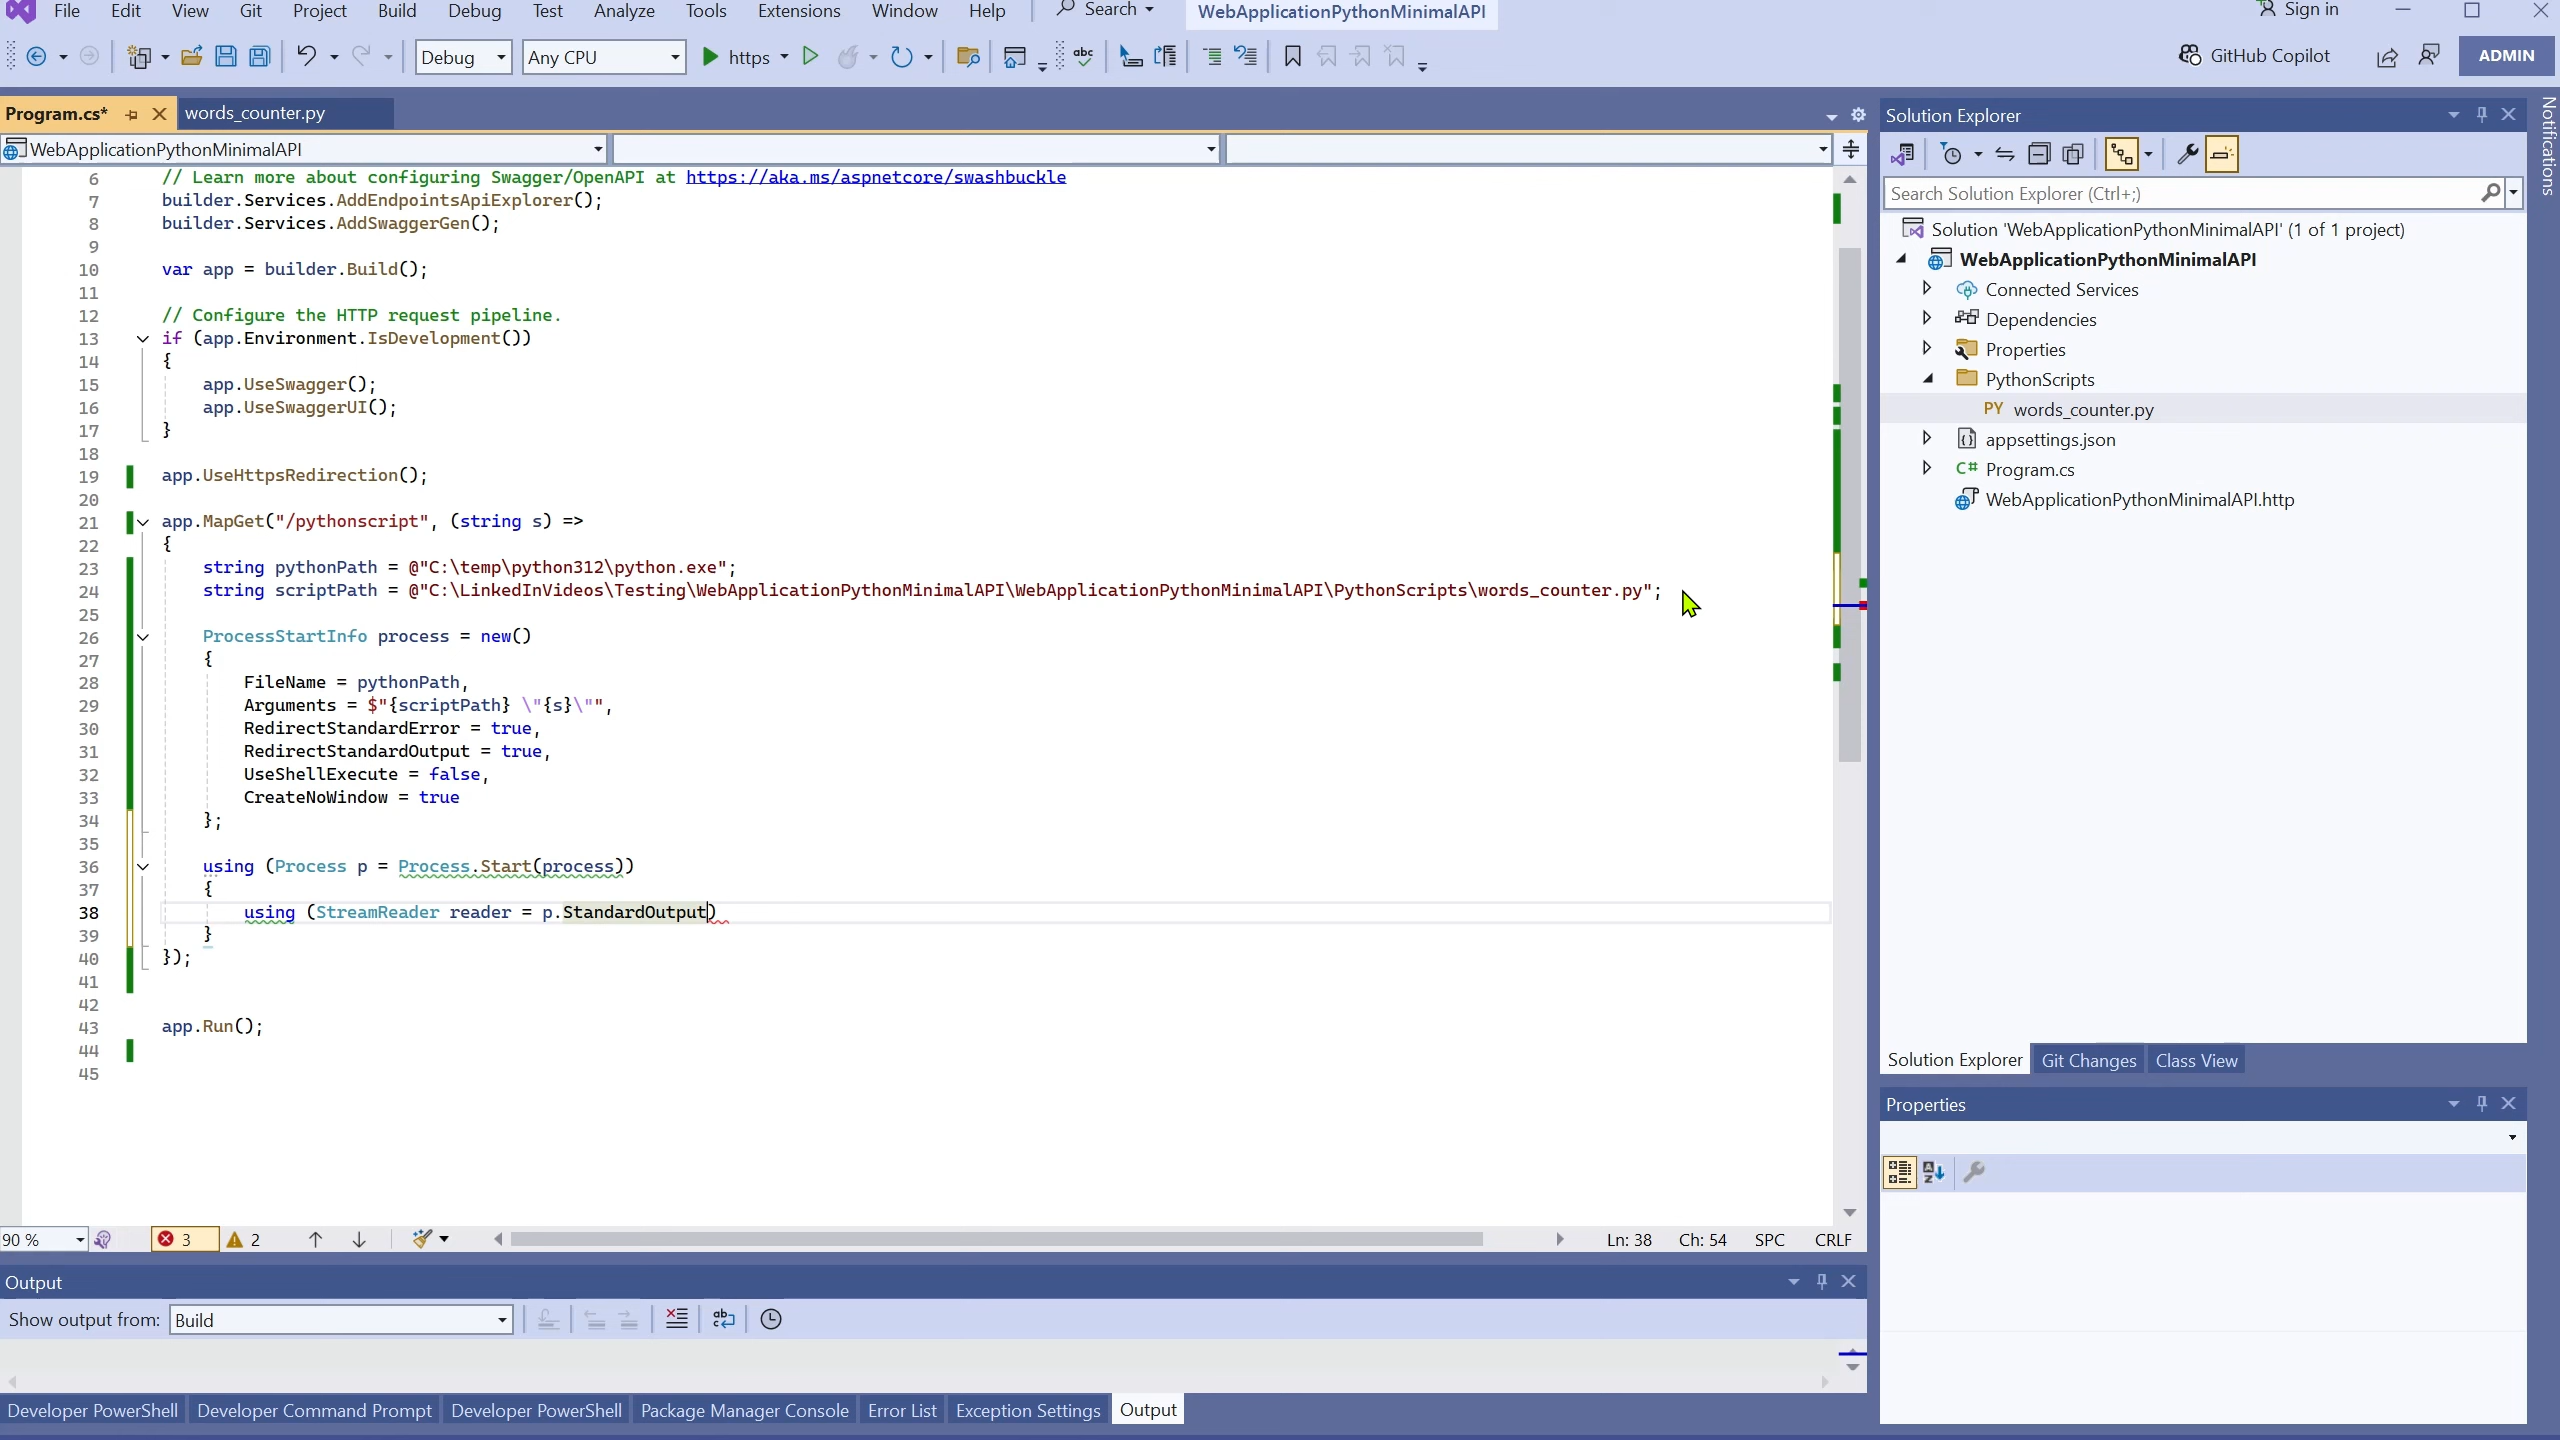 File Edit View Git Project Build Debug Test Analyze Tools Extensions Window Help Search WebApplicationPythonMinimalAPI Sign in
Debug Any CPU https abc GitHub Copilot ADMIN
Program.cs* words_counter.py
WebApplicationPythonMinimalAPI
6 // Learn more about configuring Swagger/OpenAPI at https://aka.ms/aspnetcore/swashbuckle
7 builder.Services.AddEndpointsApiExplorer();
8 builder.Services.AddSwaggerGen();
9
10 var app = builder.Build();
11
12 // Configure the HTTP request pipeline.
13 if (app.Environment.IsDevelopment())
14 {
15 app.UseSwagger();
16 app.UseSwaggerUI();
17 }
18
19 app.UseHttpsRedirection();
20
21 app.MapGet("/pythonscript", (string s) =>
22 {
23 string pythonPath = @"C:\temp\python312\python.exe";
24 string scriptPath = @"C:\LinkedInVideos\Testing\WebApplicationPythonMinimalAPI\WebApplicationPythonMinimalAPI\PythonScripts\words_counter.py";
25
26 ProcessStartInfo process = new()
27 {
28 FileName = pythonPath,
29 Arguments = $"{scriptPath} \"{s}\"",
30 RedirectStandardError = true,
31 RedirectStandardOutput = true,
32 UseShellExecute = false,
33 CreateNoWindow = true
34 };
35
36 using (Process p = Process.Start(process))
37 {
38 using (StreamReader reader = p.StandardOutput)
39 }
40 });
41
42
43 app.Run();
44
45
90 % 3 2 Ln: 38 Ch: 54 SPC CRLF
Output
Show output from: Build
Developer PowerShell Developer Command Prompt Developer PowerShell Package Manager Console Error List Exception Settings Output
Solution Explorer
Search Solution Explorer (Ctrl+;)
Solution 'WebApplicationPythonMinimalAPI' (1 of 1 project)
WebApplicationPythonMinimalAPI
Connected Services
Dependencies
Properties
PythonScripts
PY words_counter.py
appsettings.json
C# Program.cs
WebApplicationPythonMinimalAPI.http
Solution Explorer Git Changes Class View
Properties
Notifications